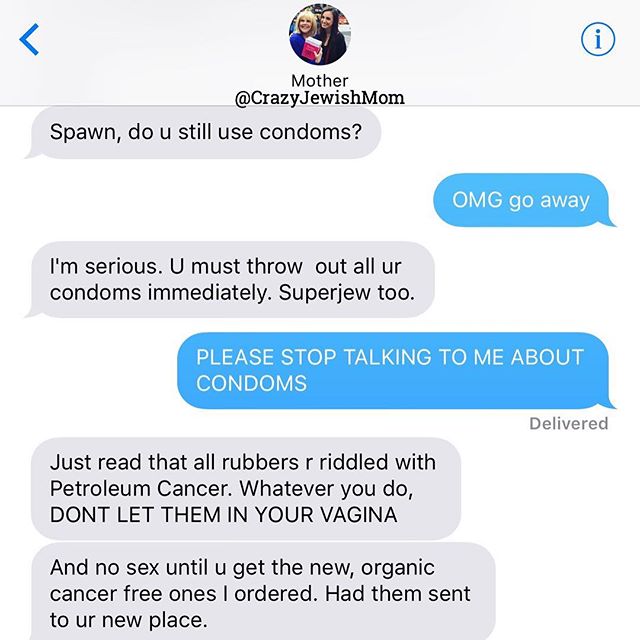 Mother
@CrazyJewishMom
Spawn, do u still use condoms?
OMG go away
I'm serious. U must throw  out all ur
condoms immediately. Superjew too.
PLEASE STOP TALKING TO ME ABOUT
CONDOMS
Delivered
Just read that all rubbers r riddled with
Petroleum Cancer. Whatever you do,
DONT LET THEM IN YOUR VAGINA
And no sex until u get the new, organic
cancer free ones I ordered. Had them sent
to ur new place.